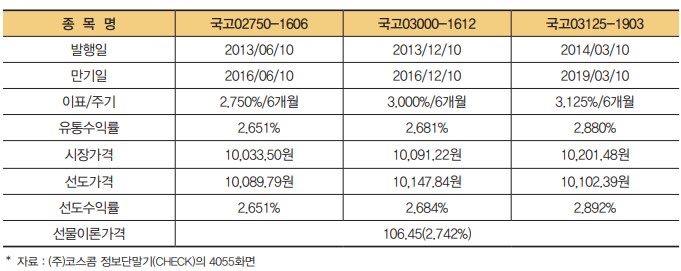 종 목 명 국고02750-1606 국고03000-1612 국고03125-1903
발행일 2013/06/10 2013/12/10 2014/03/10
만기일 2016/06/10 2016/12/10 2019/03/10
이표/주기 2.750%/6개월 3.000%/6개월 3.125%/6개월
유통수익률 2.651% 2.681% 2.880%
시장가격 10,033.50원 10,091.22원 10,201.48원
선도가격 10,089.79원 10,147.84원 10,102.39원
선도수익률 2.651% 2.684% 2.892%
선물이론가격 106.45(2.742%)
* 자료 : (주)코스콤 정보단말기(CHECK)의 4055화면